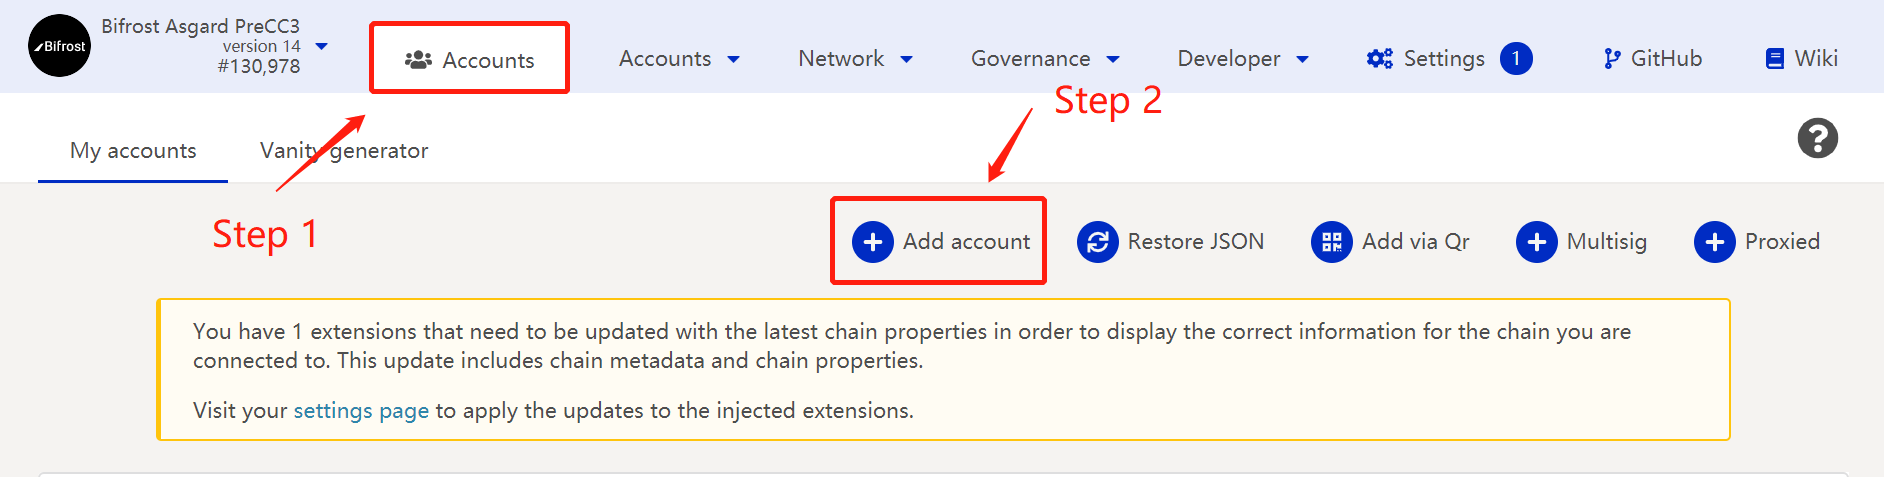 Bifrost
Bifrost Asgard PreCC3
version 14
#130,978
Accounts
Accounts
Network
Governance
Developer
Settings
1
GitHub
Wiki
Step 2
My accounts
Vanity generator
?
Step 1
Add account
Restore JSON
Add via Qr
Multisig
Proxied
You have 1 extensions that need to be updated with the latest chain properties in order to display the correct information for the chain you are
connected to. This update includes chain metadata and chain properties.
Visit your settings page to apply the updates to the injected extensions.